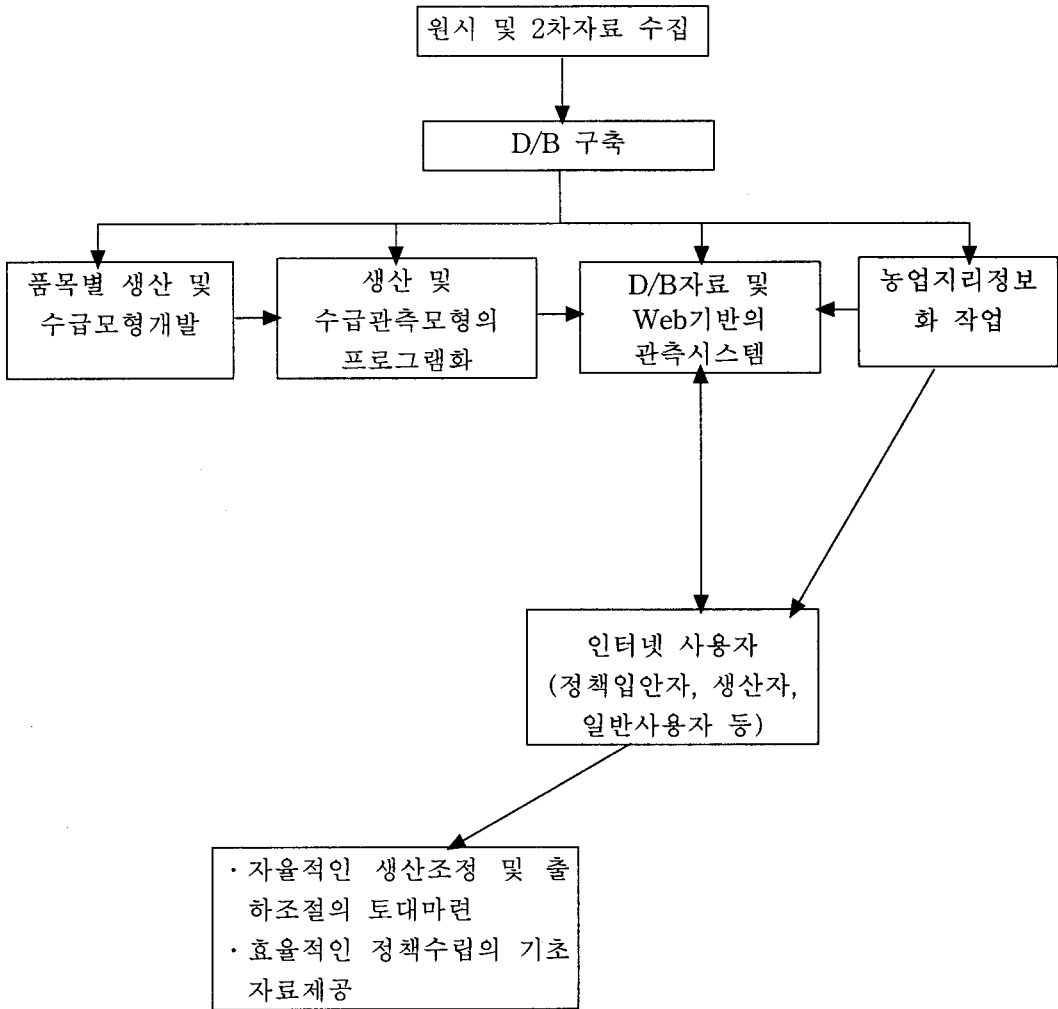 원시 및 2차자료 수집
D/B 구축
품목별 생산 및
수급모형개발
생산 및
수급관측모형의
프로그램화
D/B자료 및
Web기반의
관측시스템
농업지리정보
화 작업
인터넷 사용자
(정책입안자, 생산자,
일반사용자 등)
· 자율적인 생산조정 및 출
하조절의 토대마련
· 효율적인 정책수립의 기초
자료제공